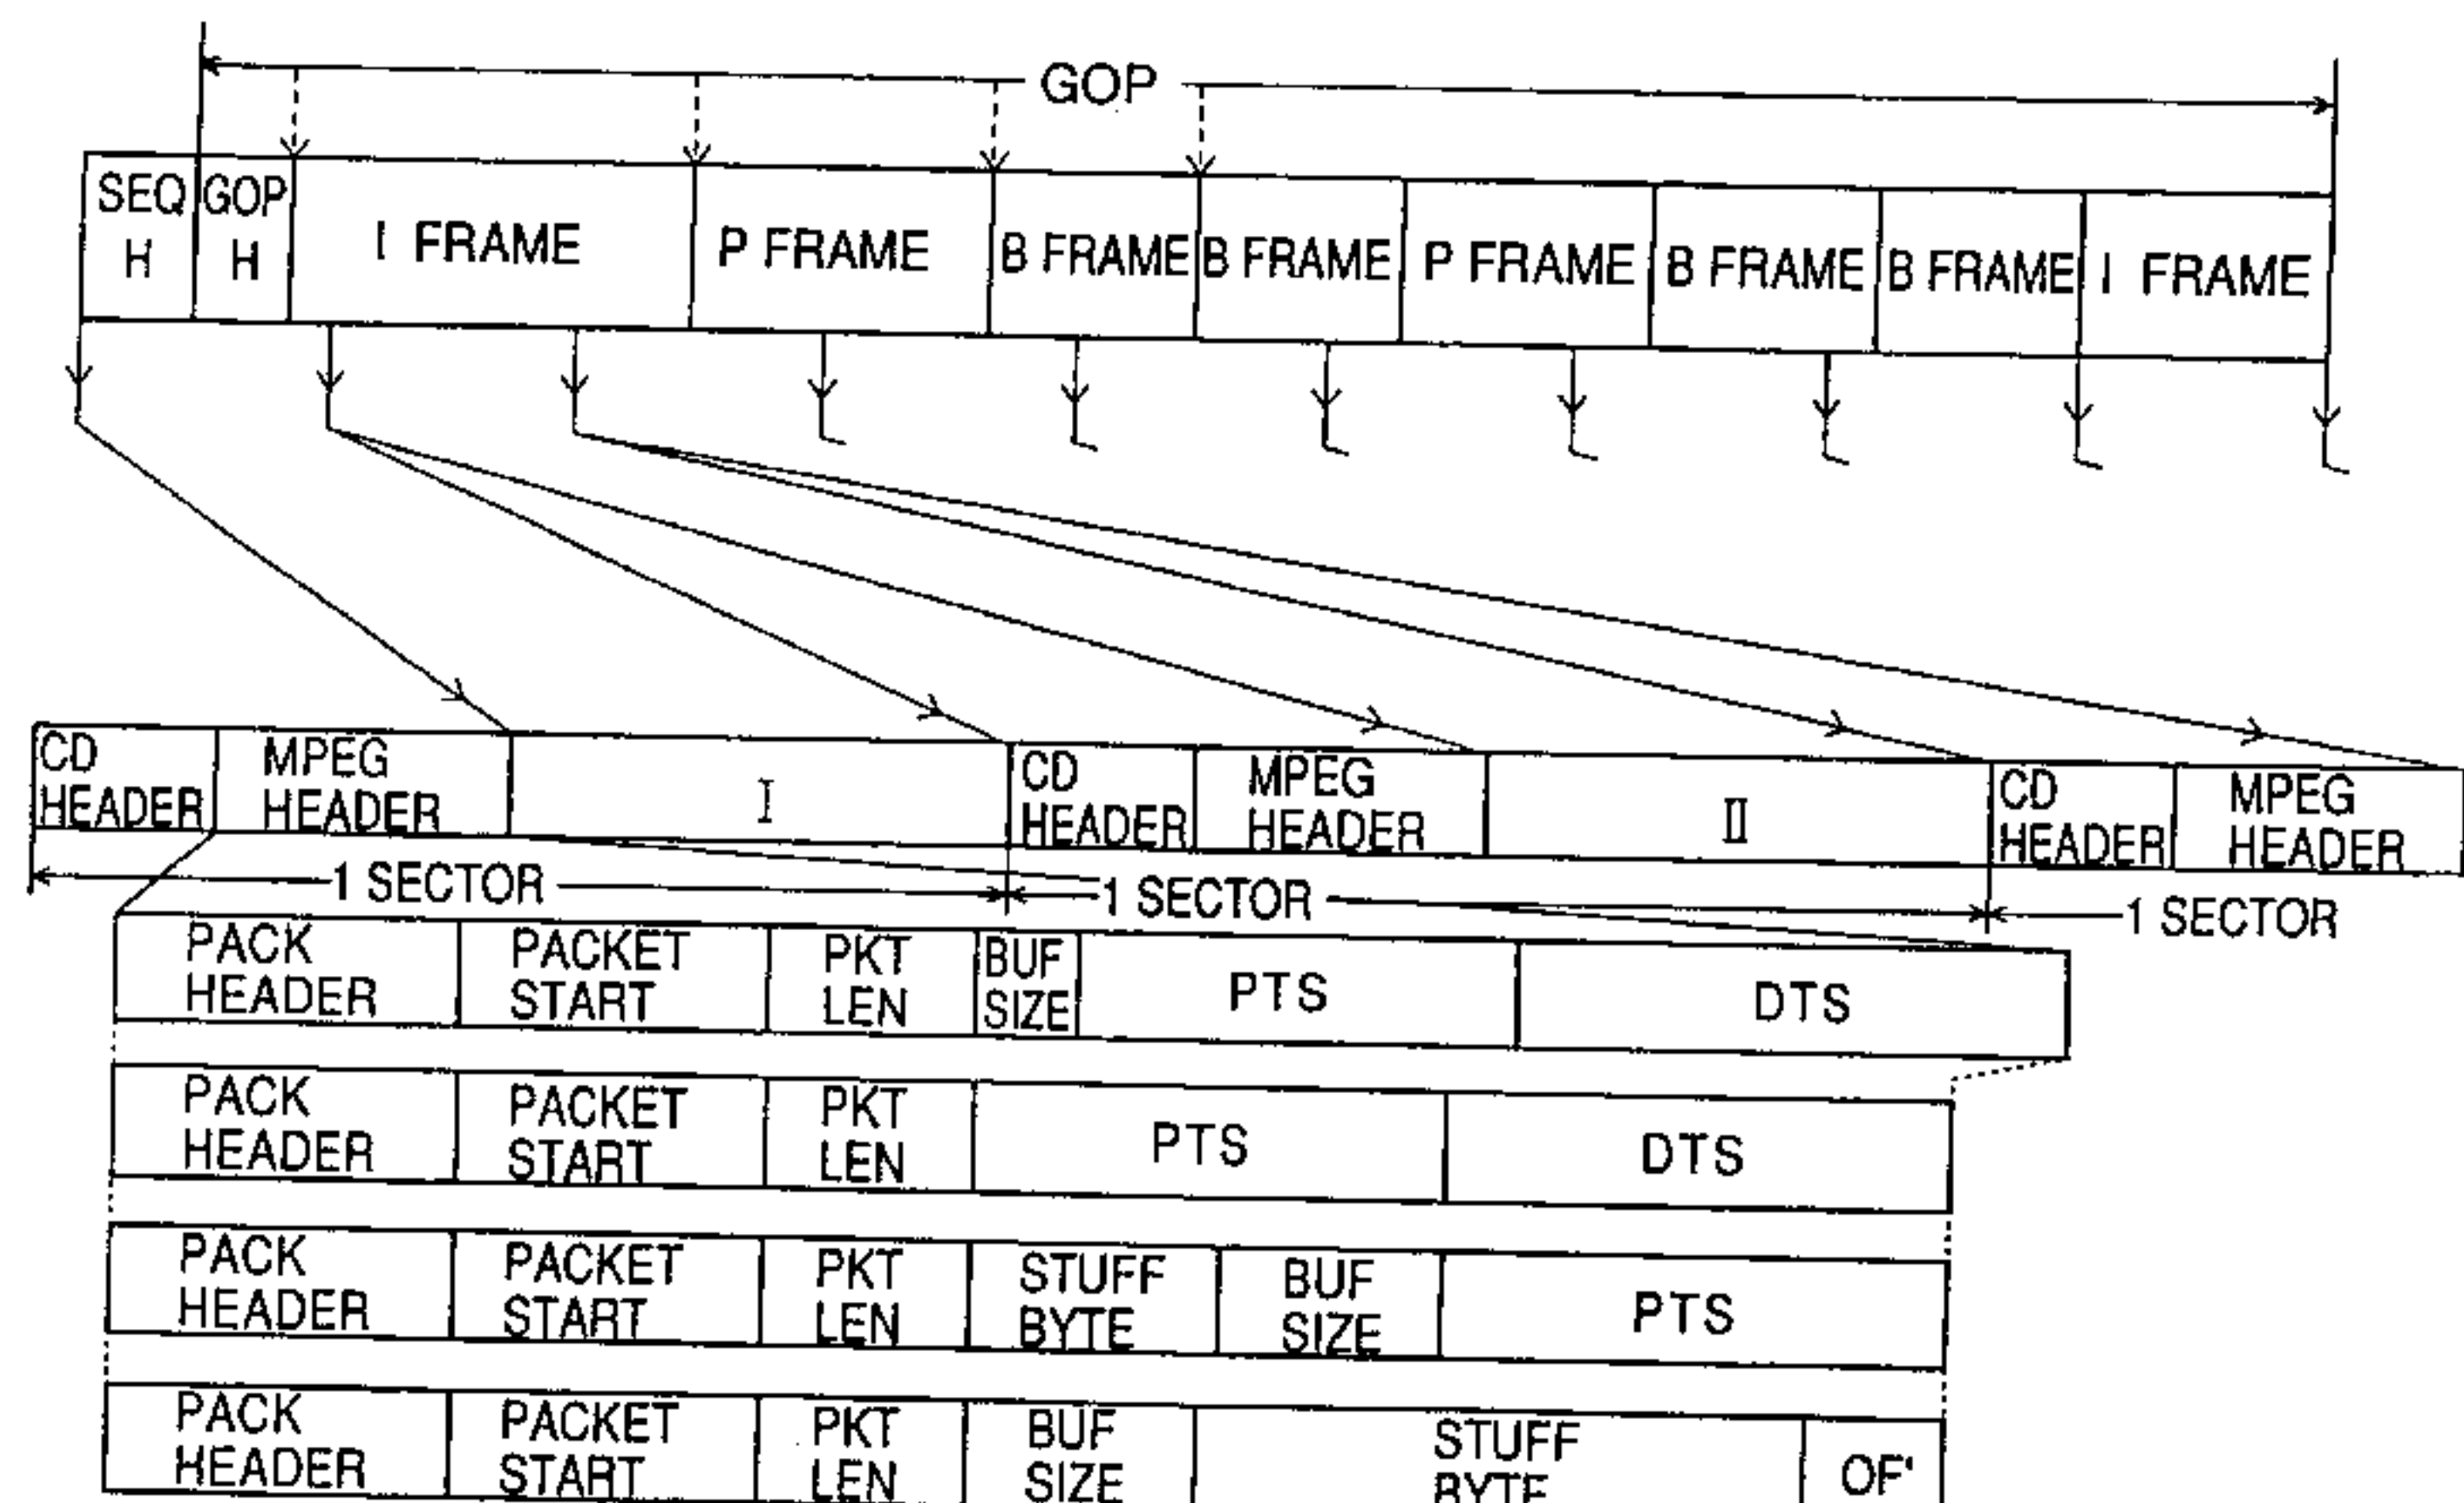 GOP
SEQ H
GOP H
I FRAME
P FRAME
B FRAME
B FRAME
P FRAME
B FRAME
B FRAME
I FRAME
CD HEADER
MPEG HEADER
I
CD HEADER
MPEG HEADER
II
CD HEADER
MPEG HEADER
1 SECTOR
1 SECTOR
1 SECTOR
PACK HEADER
PACKET START
PKT LEN
BUF SIZE
PTS
DTS
PACK HEADER
PACKET START
PKT LEN
PTS
DTS
PACK HEADER
PACKET START
PKT LEN
STUFF BYTE
BUF SIZE
PTS
PACK HEADER
PACKET START
PKT LEN
BUF SIZE
STUFF BYTE
OF'